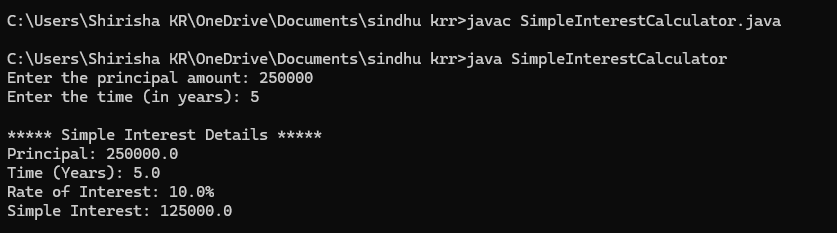 C:\Users\Shirisha KR\OneDrive\Documents\sindhu krr>javac SimpleInterestCalculator.java
C:\Users\Shirisha KR\OneDrive\Documents\sindhu krr>java SimpleInterestCalculator
Enter the principal amount: 250000
Enter the time (in years): 5
***** Simple Interest Details *****
Principal: 250000.0
Time (Years): 5.0
Rate of Interest: 10.0%
Simple Interest: 125000.0